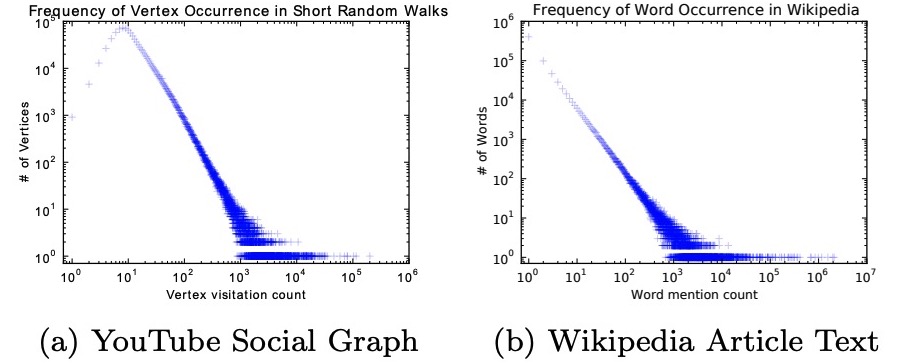 Frequency of Vertex Occurrence in Short Random Walks
10^5
10^4
10^3
10^2
10^1
10^0
# of Vertices
10^0 10^1 10^2 10^3 10^4 10^5 10^6
Vertex visitation count
(a) YouTube Social Graph
Frequency of Word Occurrence in Wikipedia
10^6
10^5
10^4
10^3
10^2
10^1
10^0
# of Words
10^0 10^1 10^2 10^3 10^4 10^5 10^6 10^7
Word mention count
(b) Wikipedia Article Text